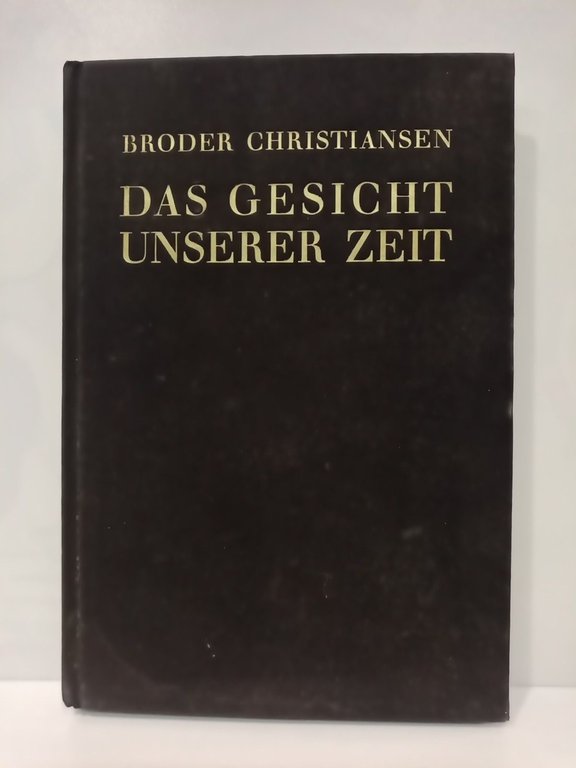 BRODER CHRISTIANSEN
DAS GESICHT
UNSERER ZEIT